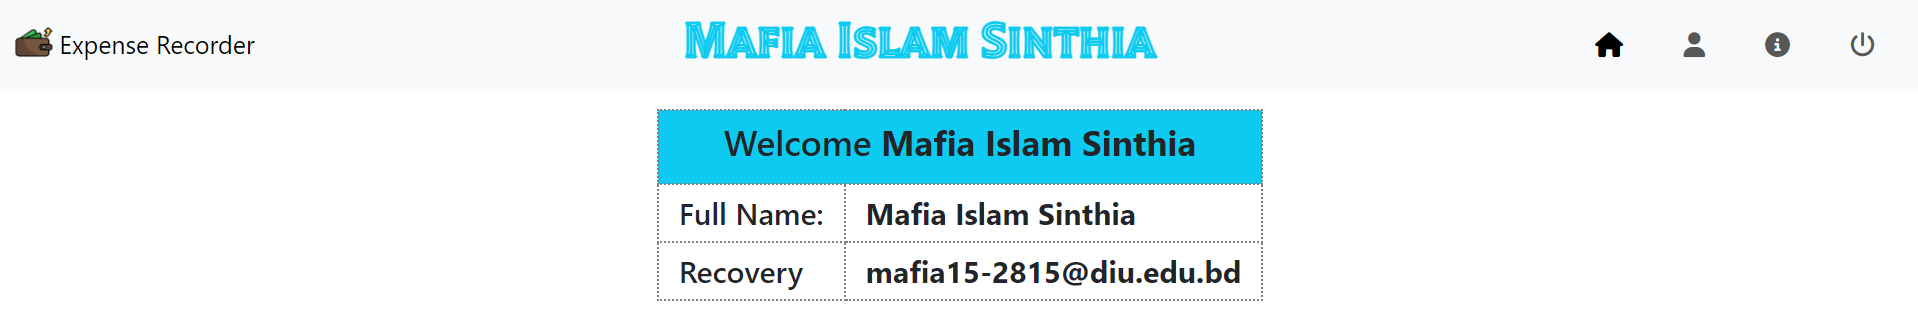 Expense Recorder
Mafia Islam Sinthia
Welcome Mafia Islam Sinthia
Full Name: Mafia Islam Sinthia
Recovery mafia15-2815@diu.edu.bd